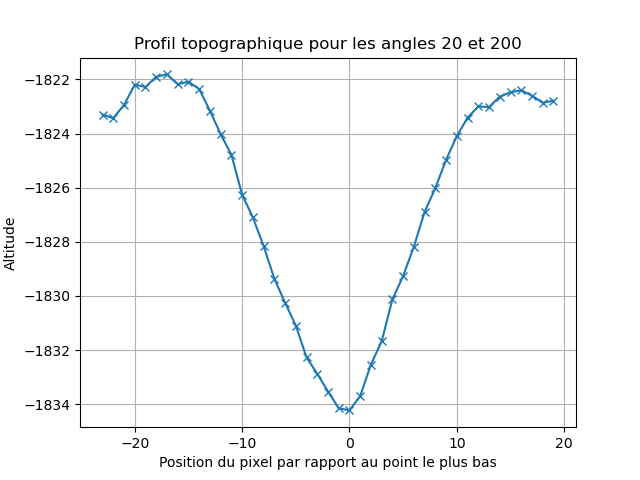 Profil topographique pour les angles 20 et 200
−1822
−1824
−1826
−1828
−1830
−1832
−1834
Altitude
−20 −10 0 10 20
Position du pixel par rapport au point le plus bas